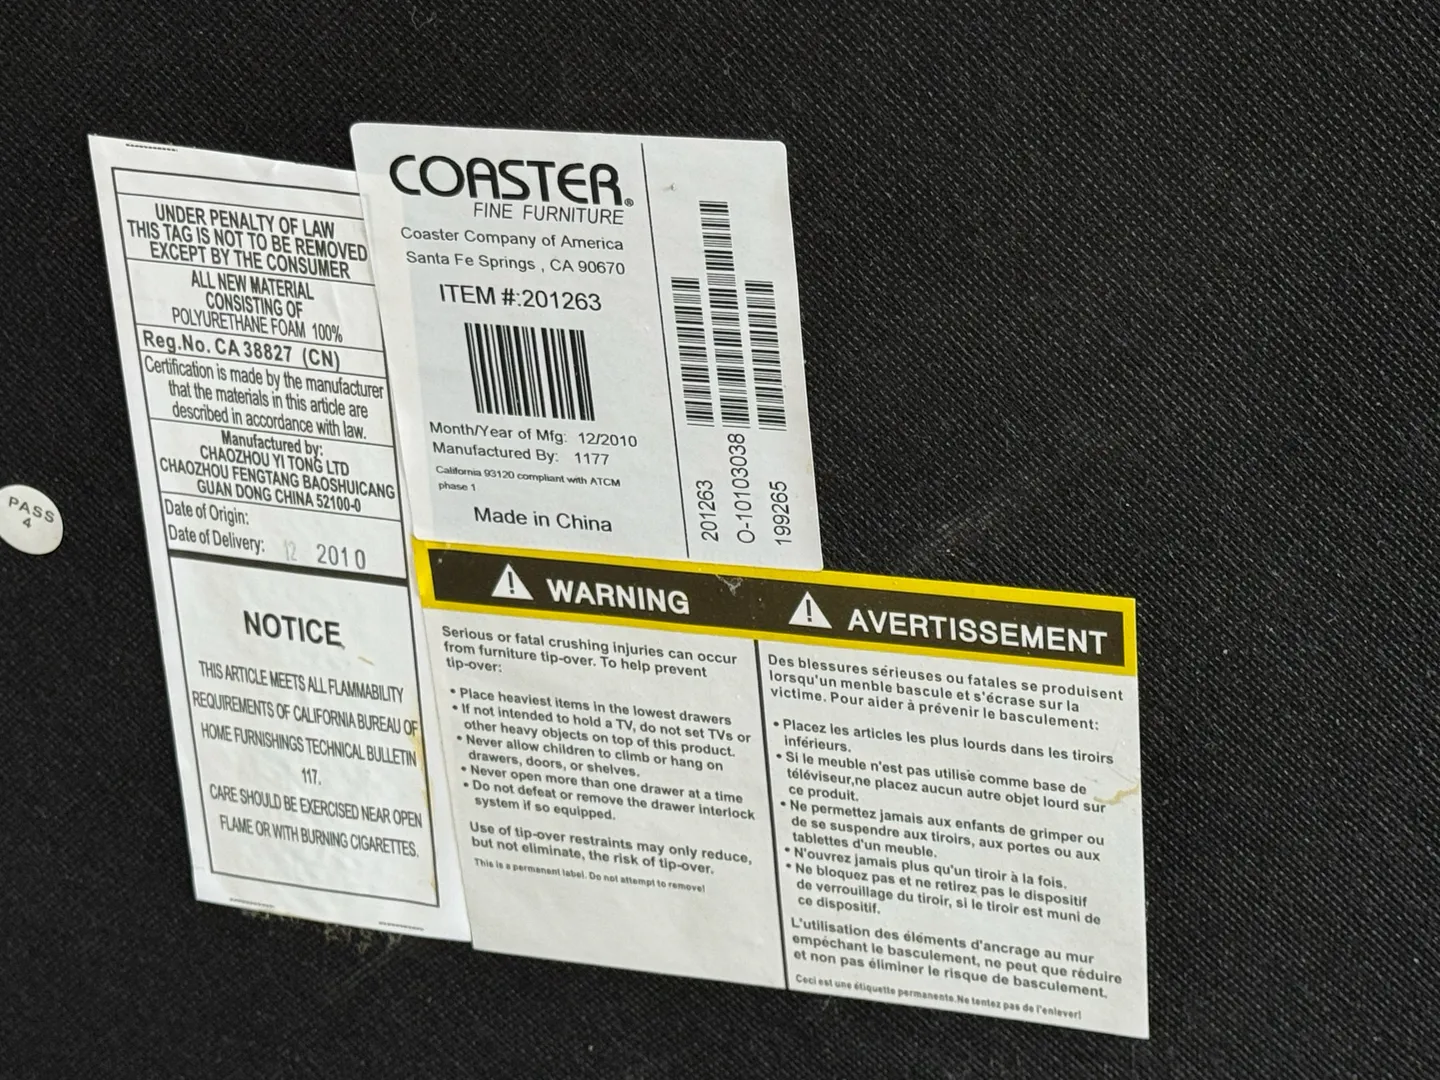 UNDER PENALTY OF LAW
THIS TAG IS NOT TO BE REMOVED
EXCEPT BY THE CONSUMER
ALL NEW MATERIAL
CONSISTING OF
POLYURETHANE FOAM 100%
Reg.No. CA 38827 (CN)
Certification is made by the manufacturer
that the materials in this article are
described in accordance with law.
Manufactured by:
CHAOZHOU YI TONG LTD
CHAOZHOU FENGTANG BAOSHUICANG
GUAN DONG CHINA 52100-0
Date of Origin:
Date of Delivery: 12 2010
NOTICE
THIS ARTICLE MEETS ALL FLAMMABILITY
REQUIREMENTS OF CALIFORNIA BUREAU OF
HOME FURNISHINGS TECHNICAL BULLETIN
117.
CARE SHOULD BE EXERCISED NEAR OPEN
FLAME OR WITH BURNING CIGARETTES.
PASS
4
COASTER®
FINE FURNITURE
Coaster Company of America
Santa Fe Springs , CA 90670
ITEM #:201263
Month/Year of Mfg: 12/2010
Manufactured By: 1177
California 93120 compliant with ATCM
phase 1
Made in China
201263
O-10103038
199265
WARNING
Serious or fatal crushing injuries can occur
from furniture tip-over. To help prevent
tip-over:
• Place heaviest items in the lowest drawers
• If not intended to hold a TV, do not set TVs or
other heavy objects on top of this product.
• Never allow children to climb or hang on
drawers, doors, or shelves.
• Never open more than one drawer at a time
• Do not defeat or remove the drawer interlock
system if so equipped.
Use of tip-over restraints may only reduce,
but not eliminate, the risk of tip-over.
This is a permanent label. Do not attempt to remove!
AVERTISSEMENT
Des blessures sérieuses ou fatales se produisent
lorsqu'un menble bascule et s'écrase sur la
victime. Pour aider à prévenir le basculement:
• Placez les articles les plus lourds dans les tiroirs
inférieurs.
• Si le meuble n'est pas utilisé comme base de
téléviseur,ne placez aucun autre objet lourd sur
ce produit.
• Ne permettez jamais aux enfants de grimper ou
de se suspendre aux tiroirs, aux portes ou aux
tablettes d'un meuble.
• N'ouvrez jamais plus qu'un tiroir à la fois.
• Ne bloquez pas et ne retirez pas le dispositif
de verrouillage du tiroir, si le tiroir est muni de
ce dispositif.
L'utilisation des éléments d'ancrage au mur
empêchant le basculement, ne peut que réduire
et non pas éliminer le risque de basculement.
Ceci est une étiquette permanente.Ne tentez pas de l'enlever!